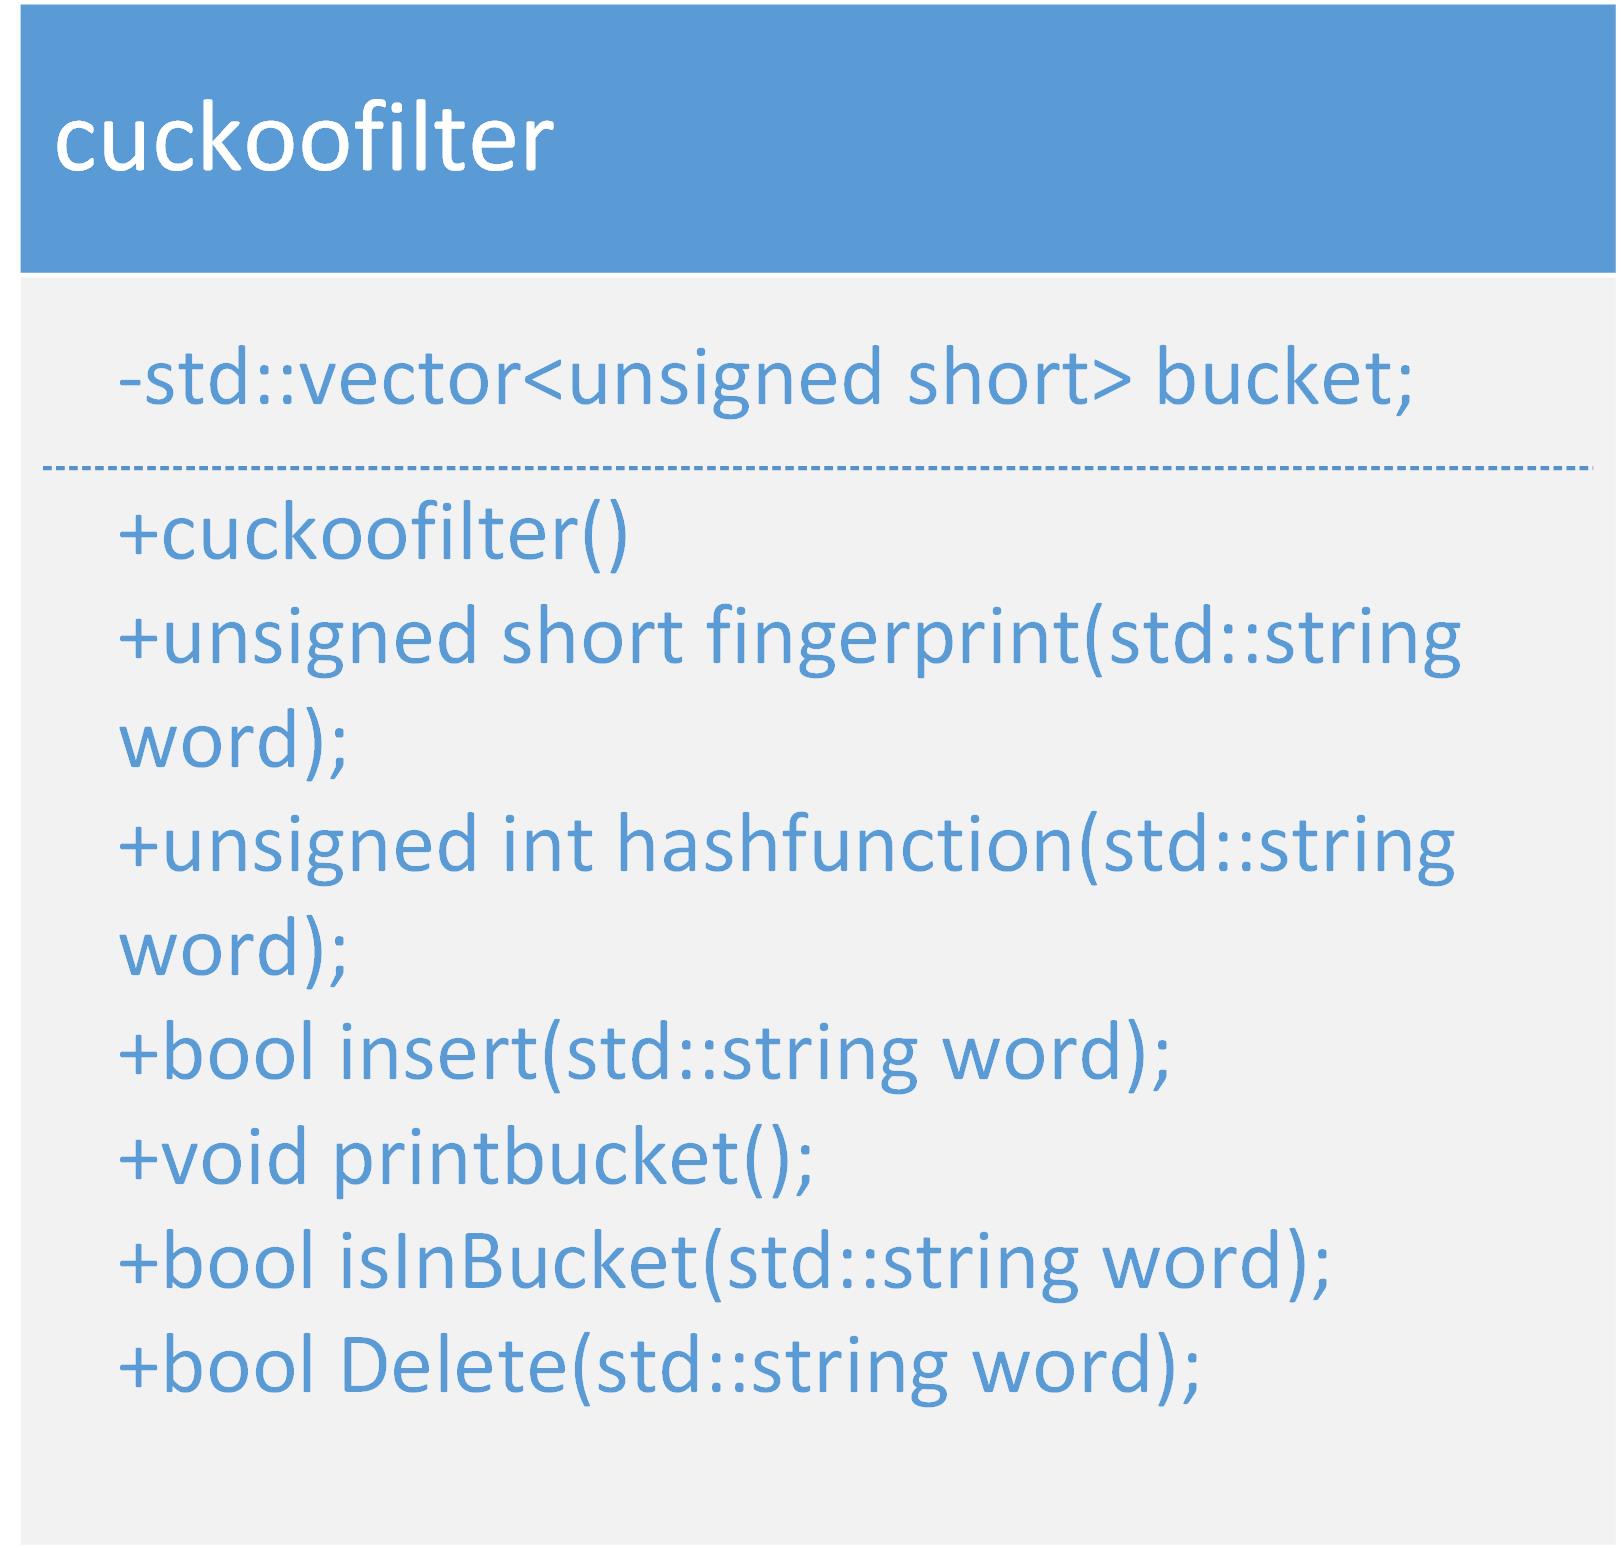 cuckoofilter
-std::vector<unsigned short> bucket;
+cuckoofilter()
+unsigned short fingerprint(std::string
word);
+unsigned int hashfunction(std::string
word);
+bool insert(std::string word);
+void printbucket();
+bool isInBucket(std::string word);
+bool Delete(std::string word);